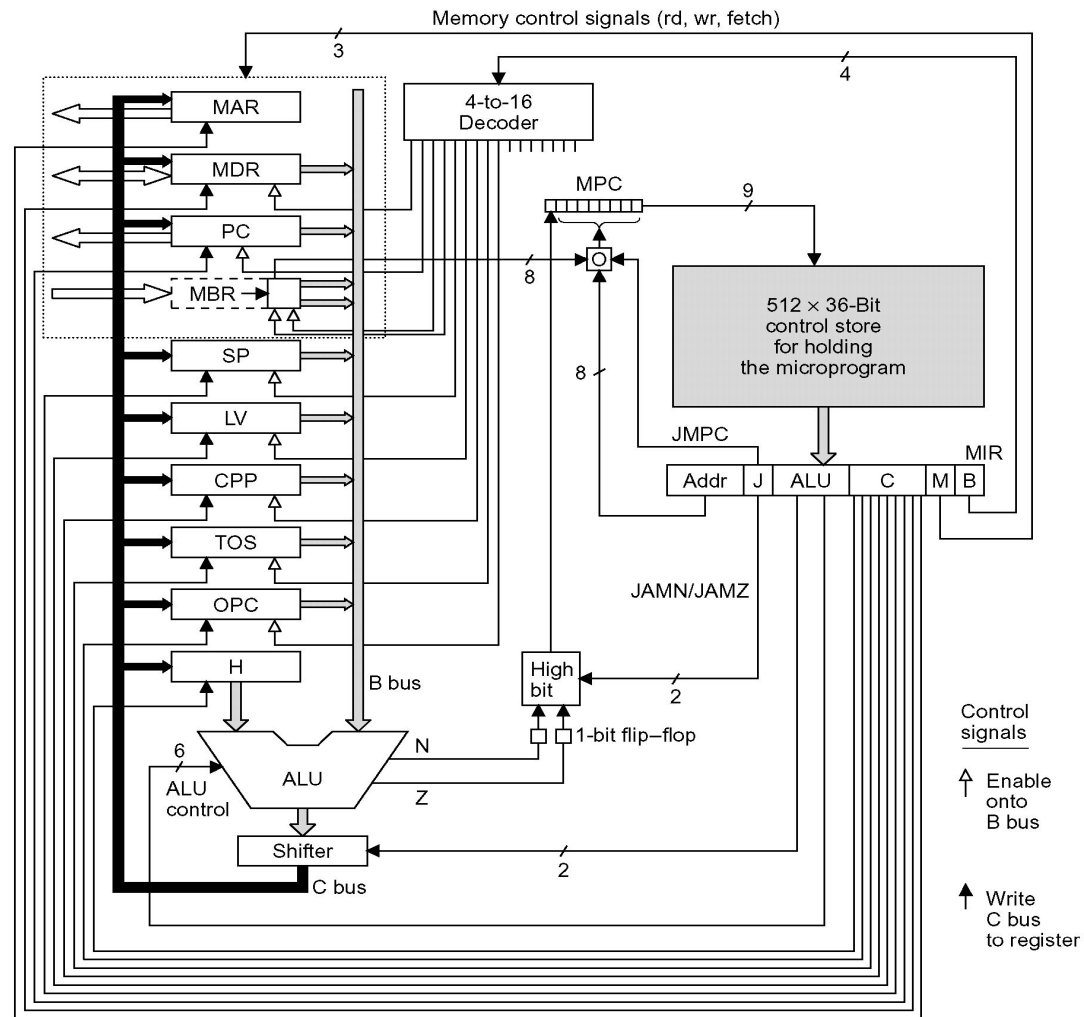 Memory control signals (rd, wr, fetch)
3
4
MAR
4-to-16
Decoder
MDR
MPC
9
PC
8
O
MBR
512 × 36-Bit
control store
for holding
the microprogram
SP
8
LV
JMPC
MIR
CPP
Addr
J
ALU
C
M
B
TOS
JAMN/JAMZ
OPC
H
High
bit
B bus
2
Control
signals
N
1-bit flip–flop
6
ALU
Z
ALU
control
Enable
onto
B bus
Shifter
2
C bus
Write
C bus
to register